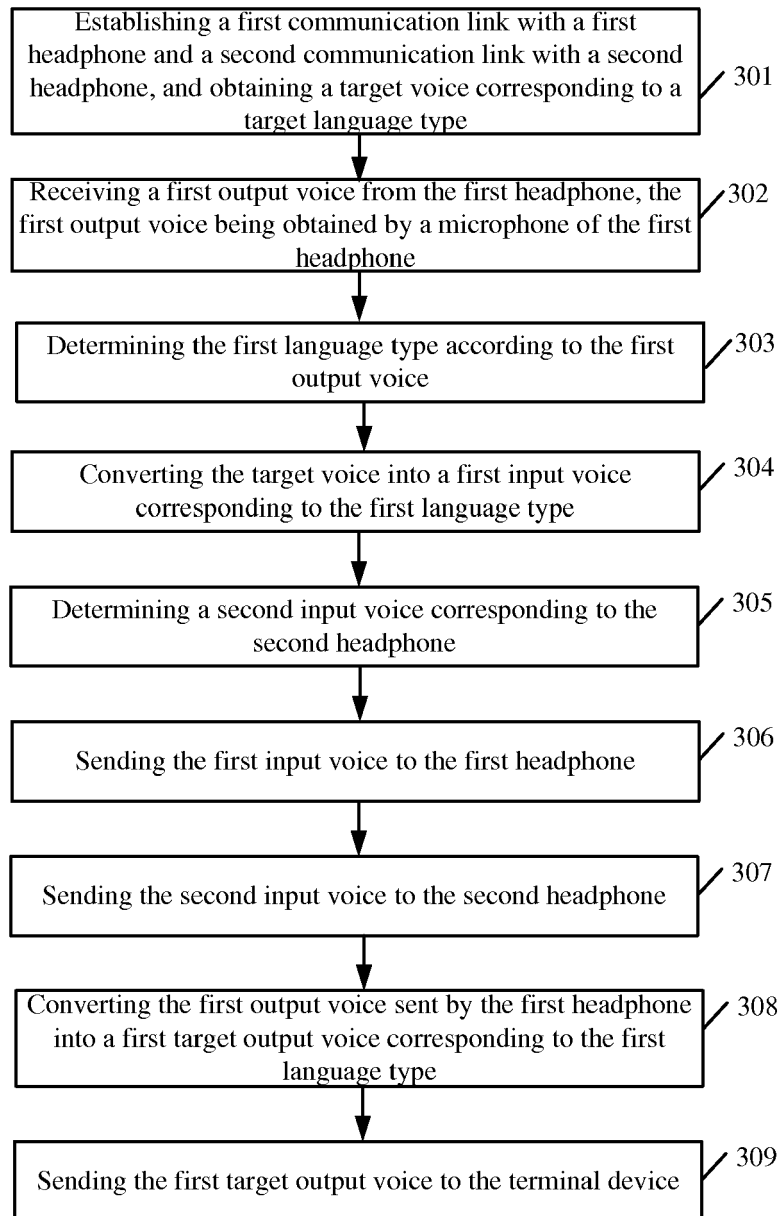 Establishing a first communication link with a first
headphone and a second communication link with a second
headphone, and obtaining a target voice corresponding to a
target language type
301
Receiving a first output voice from the first headphone, the
first output voice being obtained by a microphone of the first
headphone
302
Determining the first language type according to the first
output voice
303
Converting the target voice into a first input voice
corresponding to the first language type
304
Determining a second input voice corresponding to the
second headphone
305
Sending the first input voice to the first headphone
306
Sending the second input voice to the second headphone
307
Converting the first output voice sent by the first headphone
into a first target output voice corresponding to the first
language type
308
Sending the first target output voice to the terminal device
309